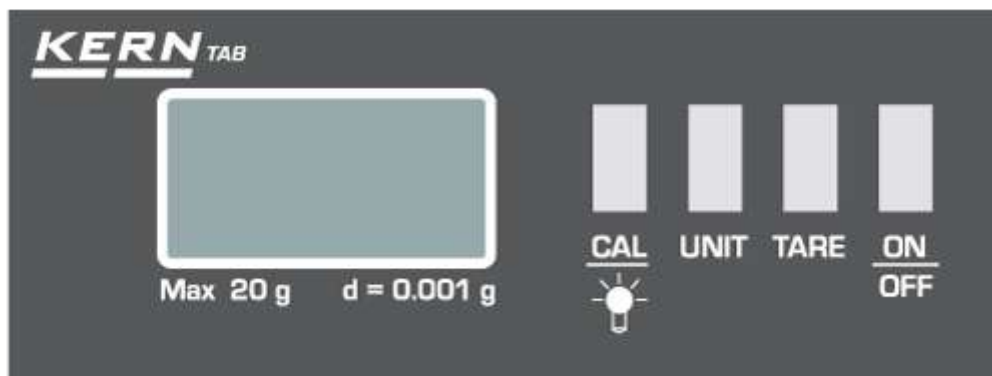 KERN TAB
Max 20 g d = 0.001 g
CAL UNIT TARE ON
OFF